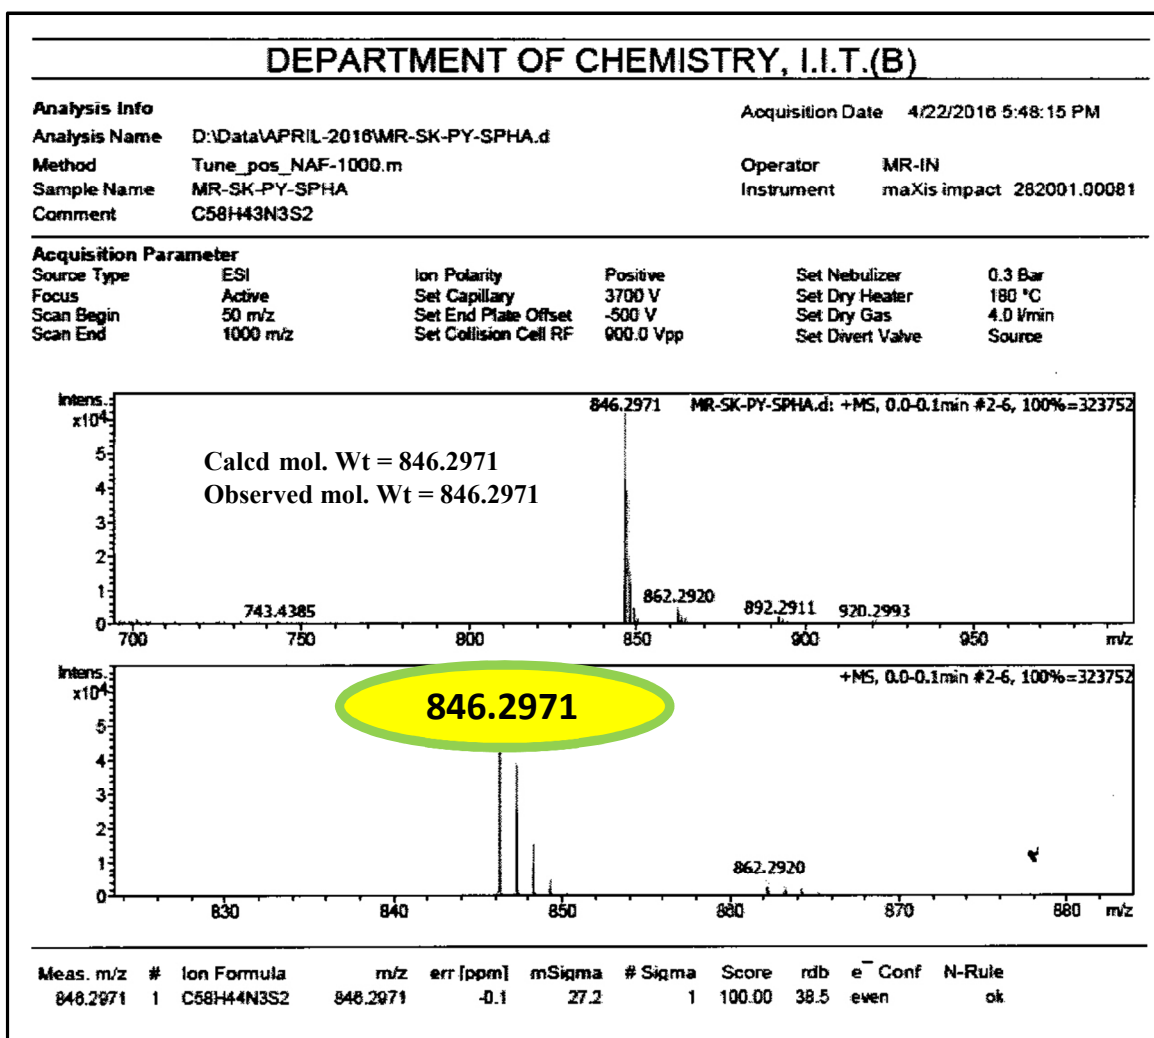 DEPARTMENT OF CHEMISTRY, I.I.T.(B)
Analysis Info
Acquisition Date 4/22/2016 5:48:15 PM
Analysis Name D:\Data\APRIL-2016\MR-SK-PY-SPHA.d
Method Tune_pos_NAF-1000.m Operator MR-IN
Sample Name MR-SK-PY-SPHA Instrument maXis impact 282001.00081
Comment C58H43N3S2
Acquisition Parameter
Source Type ESI Ion Polarity Positive Set Nebulizer 0.3 Bar
Focus Active Set Capillary 3700 V Set Dry Heater 180 °C
Scan Begin 50 m/z Set End Plate Offset -500 V Set Dry Gas 4.0 l/min
Scan End 1000 m/z Set Collision Cell RF 900.0 Vpp Set Divert Valve Source
Intens. 846.2971 MR-SK-PY-SPHA.d: +MS, 0.0-0.1min #2-6, 100%=323752
x10^4
5
Calcd mol. Wt = 846.2971
4
Observed mol. Wt = 846.2971
3
2
1
743.4385 862.2920 892.2911 920.2993
0
700 750 800 850 900 950 m/z
Intens. +MS, 0.0-0.1min #2-6, 100%=323752
x10^4
846.2971
5
4
3
2
1
862.2920
0
830 840 850 860 870 880 m/z
Meas. m/z # Ion Formula m/z err [ppm] mSigma # Sigma Score rdb e⁻ Conf N-Rule
846.2971 1 C58H44N3S2 846.2971 -0.1 27.2 1 100.00 38.5 even ok